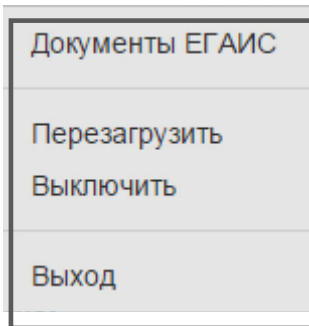 Документы ЕГАИС
Перезагрузить
Выключить
Выход